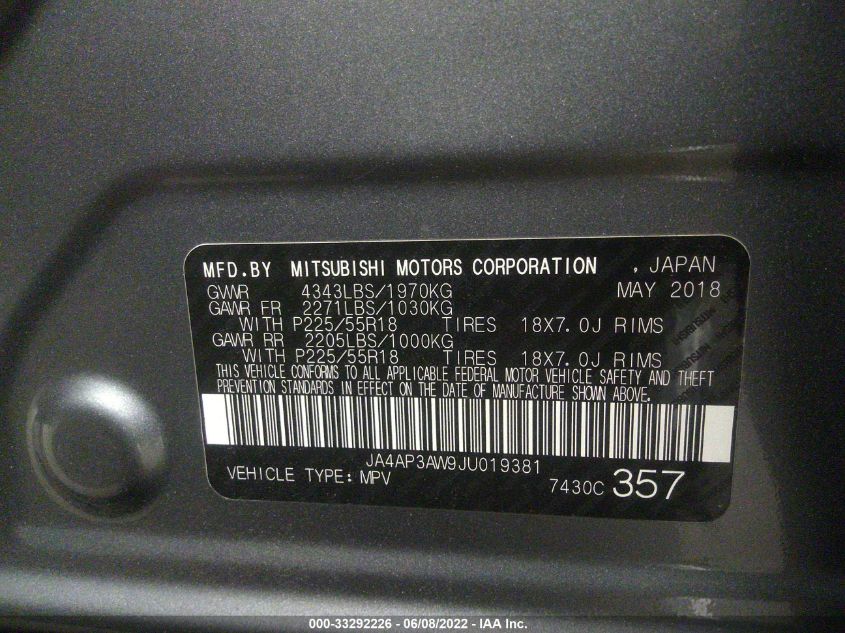 MFD.BY MITSUBISHI MOTORS CORPORATION , JAPAN
GVWR 4343LBS/1970KG MAY 2018
GAWR FR 2271LBS/1030KG
WITH P225/55R18 TIRES 18X7.0J RIMS
GAWR RR 2205LBS/1000KG
WITH P225/55R18 TIRES 18X7.0J RIMS
THIS VEHICLE CONFORMS TO ALL APPLICABLE FEDERAL MOTOR VEHICLE SAFETY AND THEFT
PREVENTION STANDARDS IN EFFECT ON THE DATE OF MANUFACTURE SHOWN ABOVE.
JA4AP3AW9JU019381
VEHICLE TYPE: MPV 7430C 357
000-33292226 - 06/08/2022 - IAA Inc.